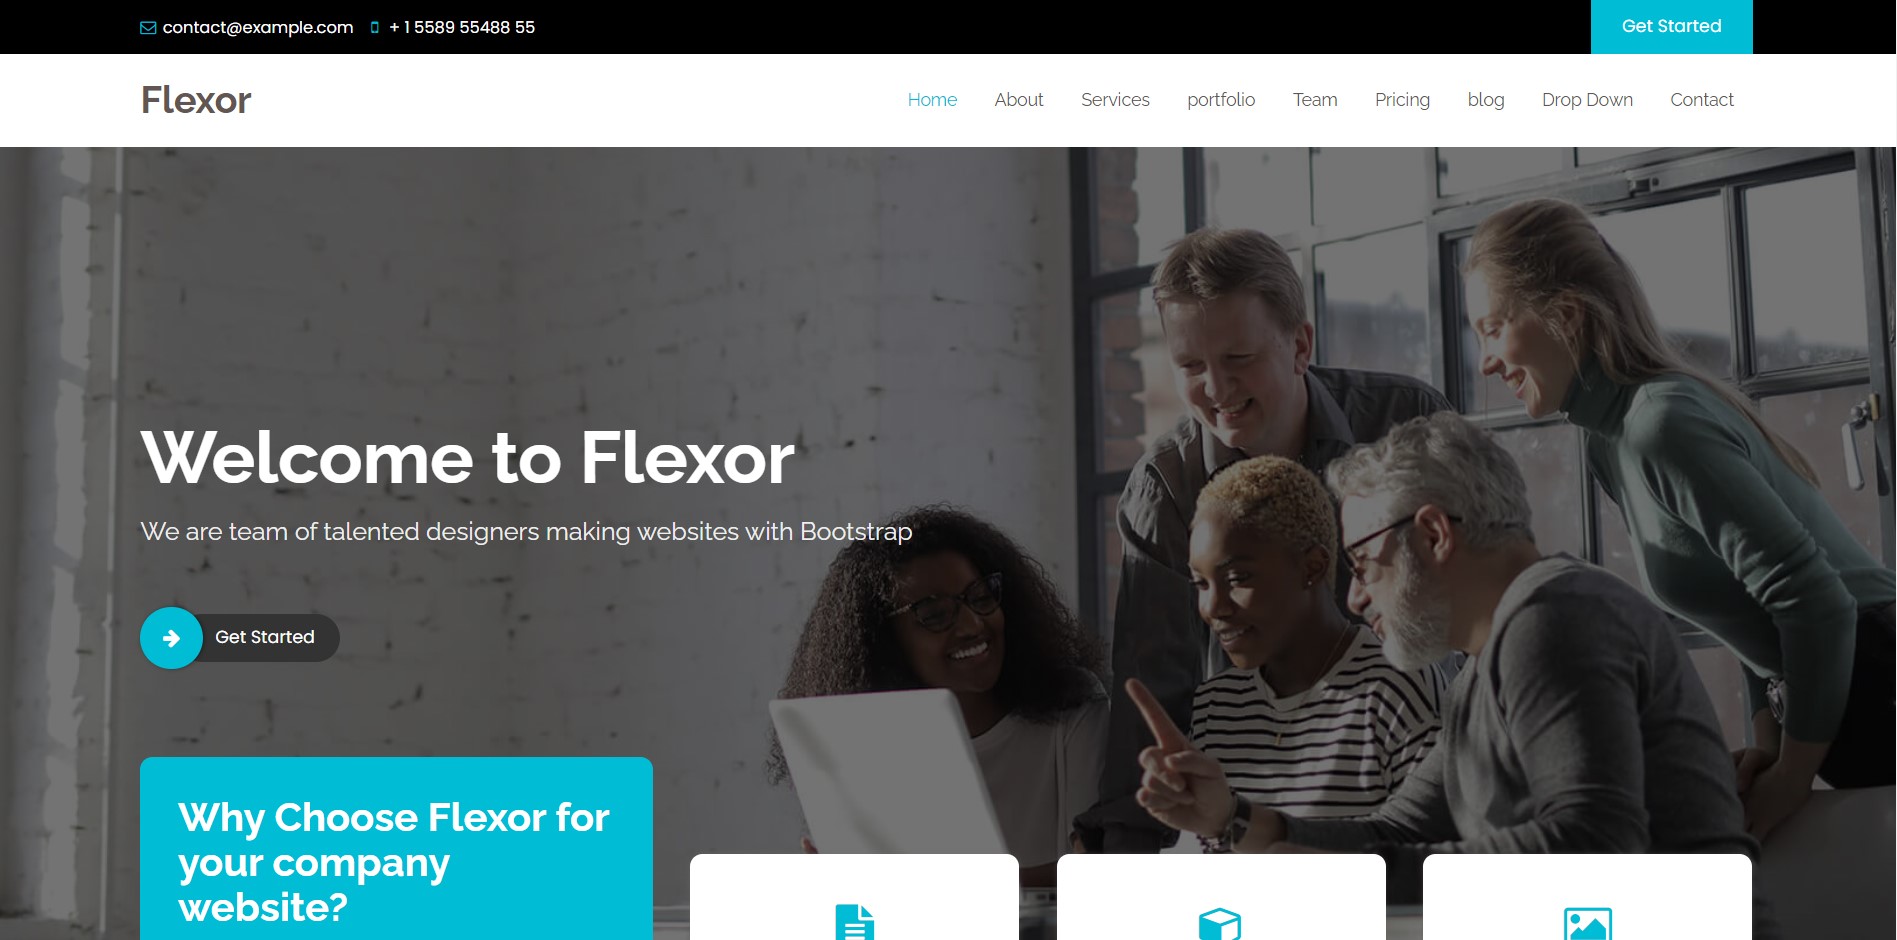 contact@example.com + 1 5589 55488 55 Get Started
Flexor Home About Services portfolio Team Pricing blog Drop Down Contact
Welcome to Flexor
We are team of talented designers making websites with Bootstrap
Get Started
Why Choose Flexor for
your company
website?